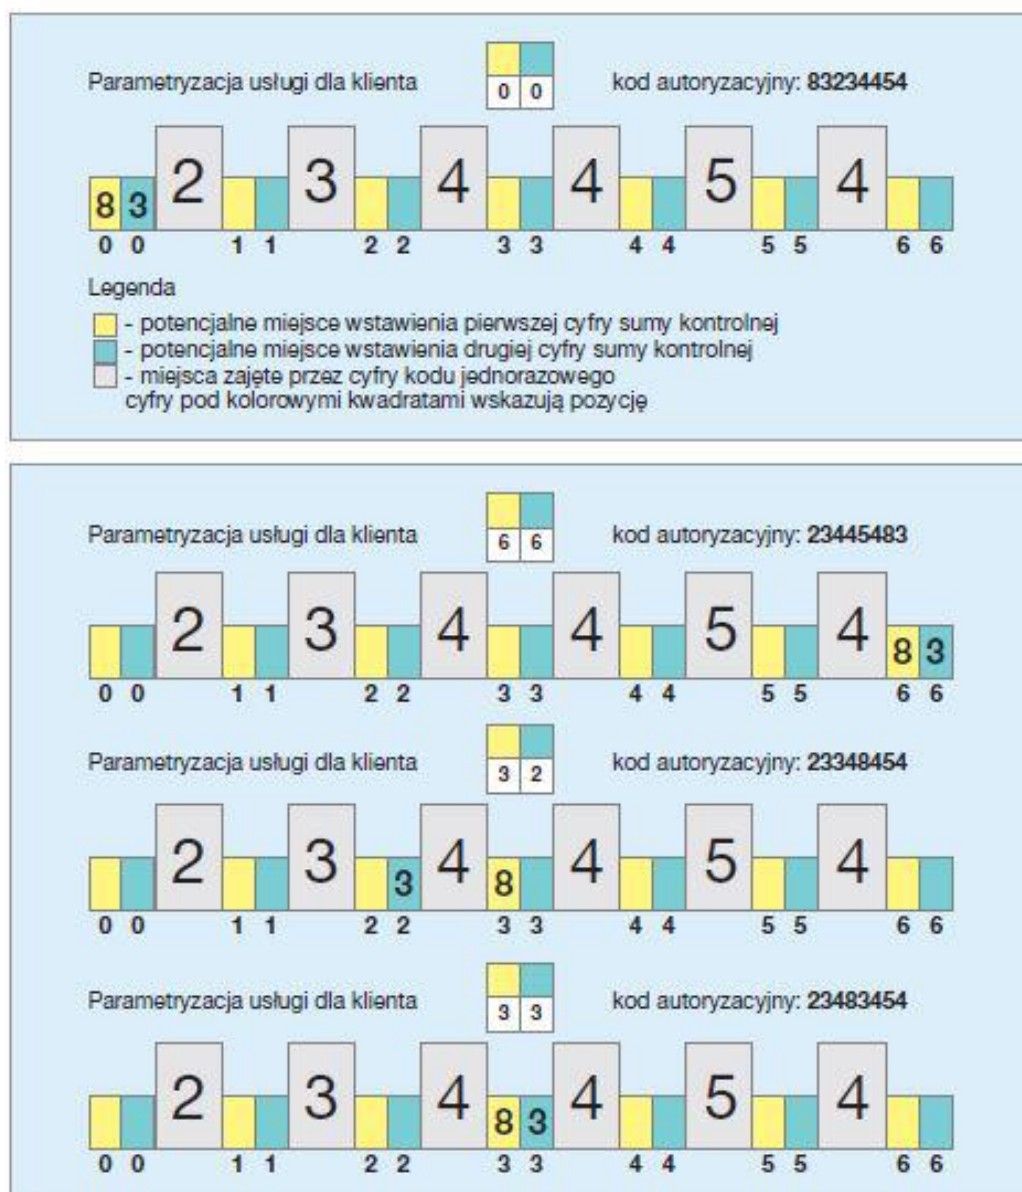 Parametryzacja usługi dla klienta 0 0 kod autoryzacyjny: 83234454
8 3 2 3 4 4 5 4
0 0 1 1 2 2 3 3 4 4 5 5 6 6
Legenda
- potencjalne miejsce wstawienia pierwszej cyfry sumy kontrolnej
- potencjalne miejsce wstawienia drugiej cyfry sumy kontrolnej
- miejsca zajęte przez cyfry kodu jednorazowego
cyfry pod kolorowymi kwadratami wskazują pozycję
Parametryzacja usługi dla klienta 6 6 kod autoryzacyjny: 23445483
2 3 4 4 5 4 8 3
0 0 1 1 2 2 3 3 4 4 5 5 6 6
Parametryzacja usługi dla klienta 3 2 kod autoryzacyjny: 23348454
2 3 3 4 8 4 5 4
0 0 1 1 2 2 3 3 4 4 5 5 6 6
Parametryzacja usługi dla klienta 3 3 kod autoryzacyjny: 23483454
2 3 4 8 3 4 5 4
0 0 1 1 2 2 3 3 4 4 5 5 6 6